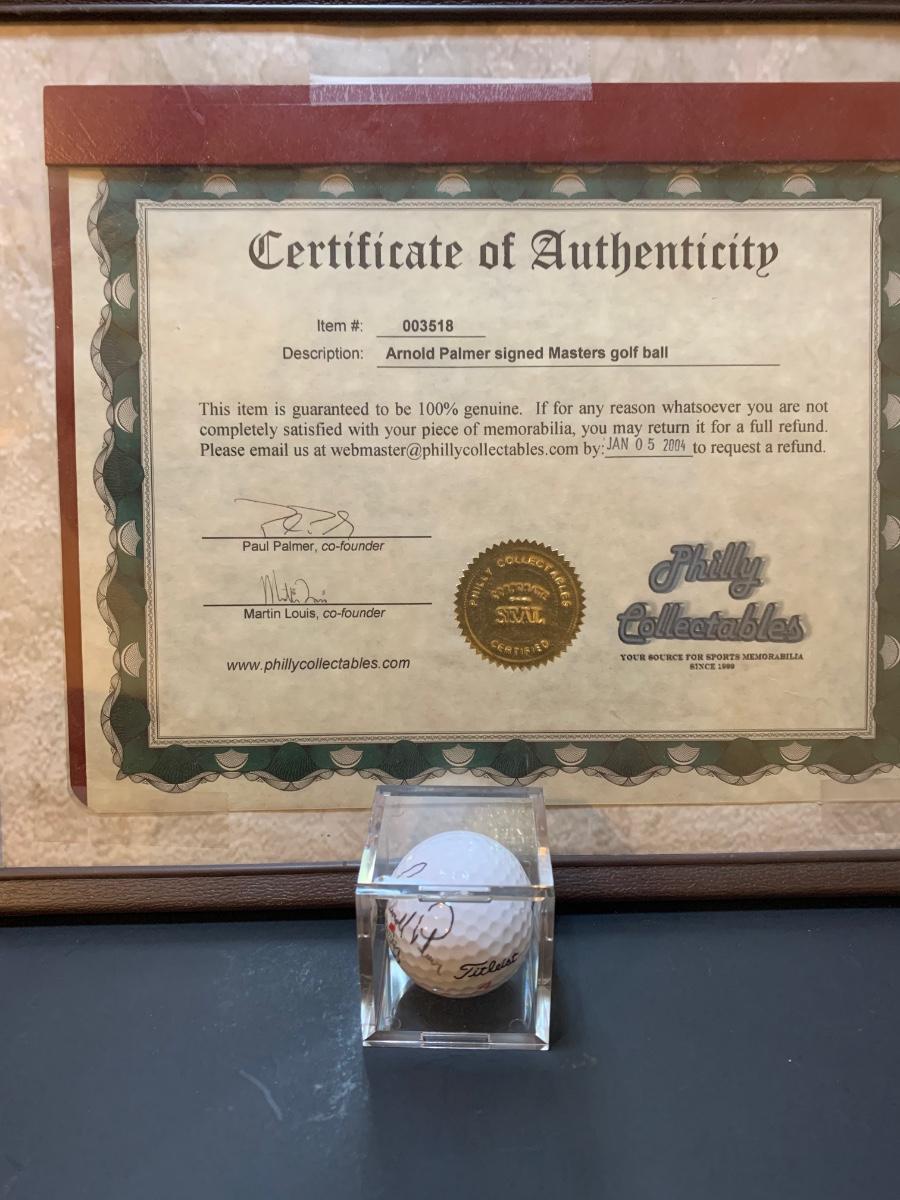 Certificate of Authenticity
Item #: 003518
Description: Arnold Palmer signed Masters golf ball
This item is guaranteed to be 100% genuine. If for any reason whatsoever you are not
completely satisfied with your piece of memorabilia, you may return it for a full refund.
Please email us at webmaster@phillycollectables.com by: JAN 05 2004 to request a refund.
Paul Palmer, co-founder
Martin Louis, co-founder
www.phillycollectables.com
PHILLY COLLECTABLES
CORPORATE
SEAL
CERTIFIED
Philly
Collectables
YOUR SOURCE FOR SPORTS MEMORABILIA
SINCE 1999
Titleist
4